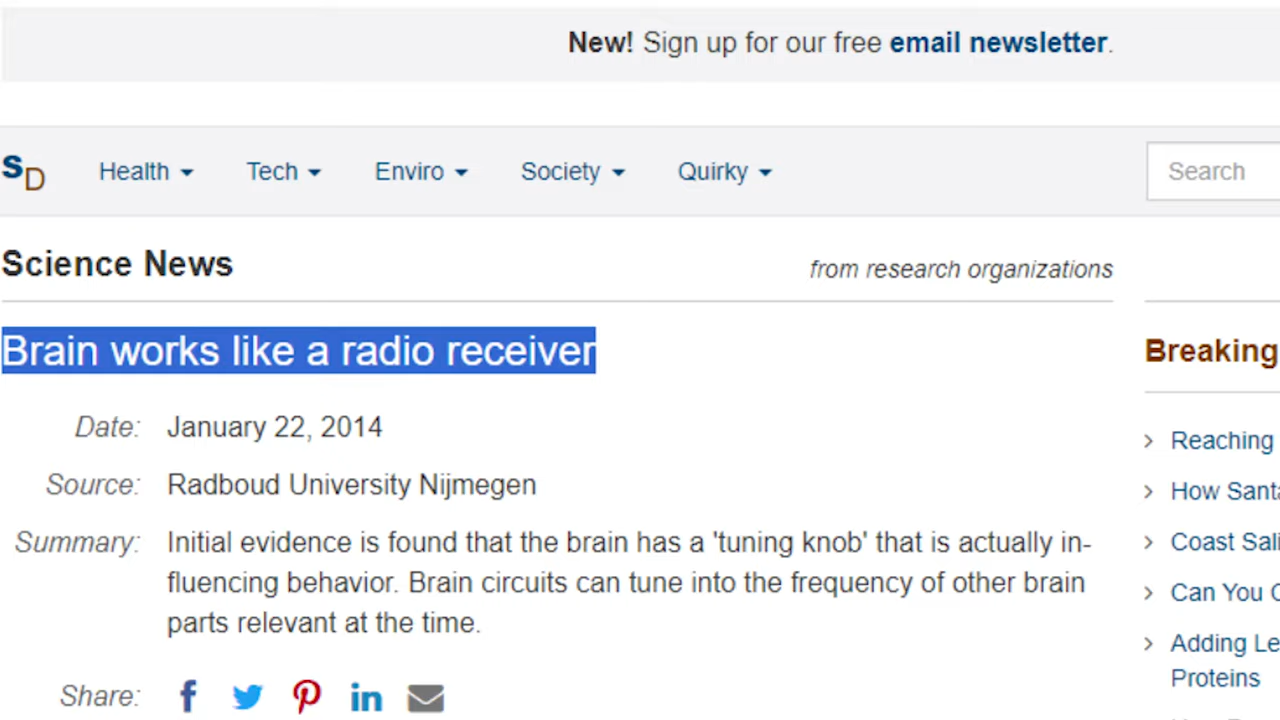 New! Sign up for our free email newsletter.
SD Health Tech Enviro Society Quirky Search
Science News
from research organizations
Brain works like a radio receiver
Date: January 22, 2014
Source: Radboud University Nijmegen
Summary: Initial evidence is found that the brain has a 'tuning knob' that is actually in-
fluencing behavior. Brain circuits can tune into the frequency of other brain
parts relevant at the time.
Share:
Breaking
Reaching
How Santa
Coast Sali
Can You C
Adding Le
Proteins